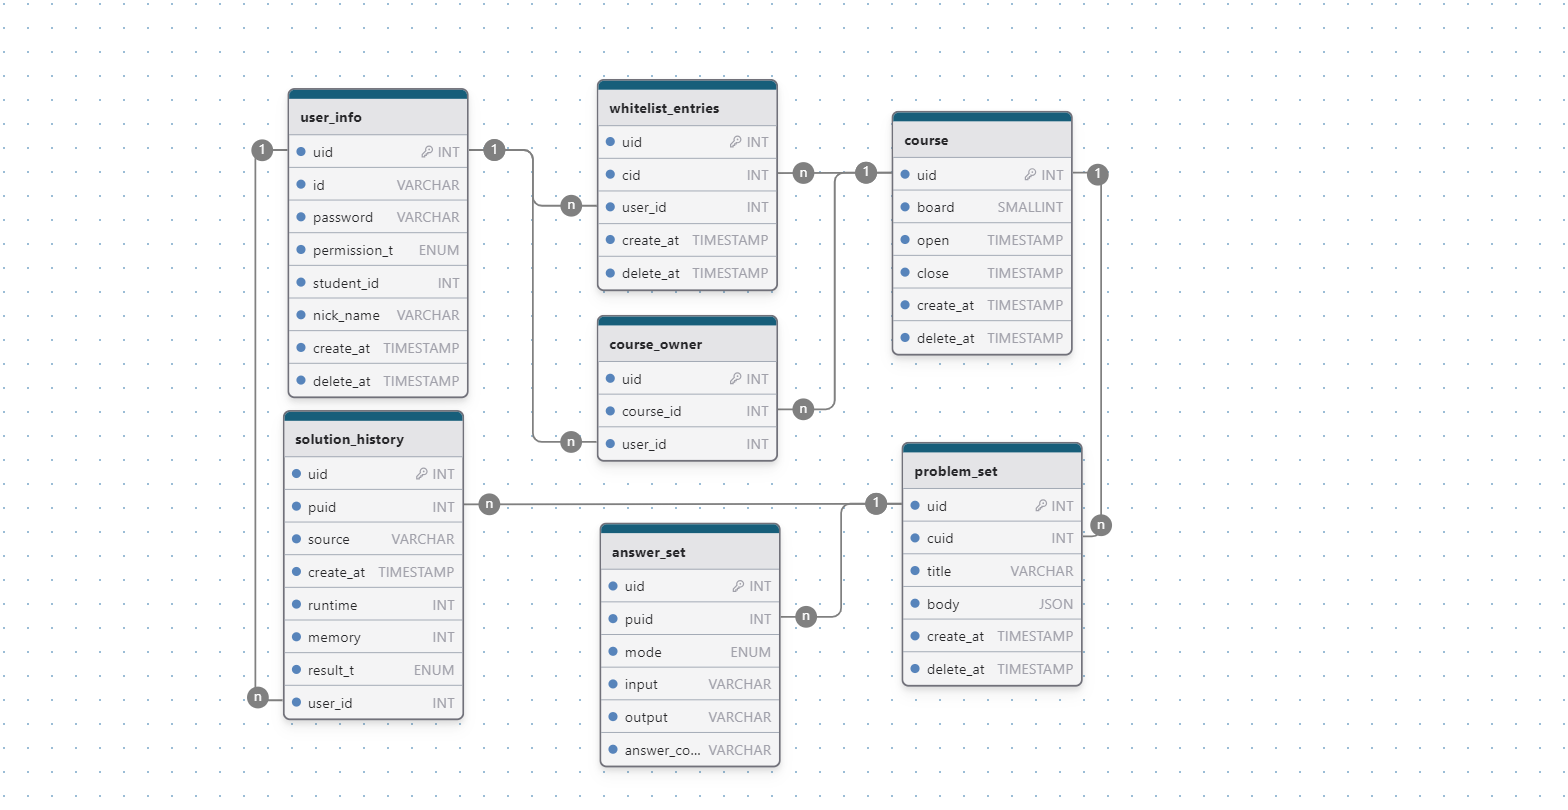 user_info
1
uid INT
1
id VARCHAR
password VARCHAR
permission_t ENUM
student_id INT
nick_name VARCHAR
create_at TIMESTAMP
delete_at TIMESTAMP
whitelist_entries
uid INT
cid INT
n
n
user_id INT
create_at TIMESTAMP
delete_at TIMESTAMP
course
1
uid INT
1
board SMALLINT
open TIMESTAMP
close TIMESTAMP
create_at TIMESTAMP
delete_at TIMESTAMP
course_owner
uid INT
course_id INT
n
n
user_id INT
solution_history
uid INT
puid INT
n
source VARCHAR
create_at TIMESTAMP
runtime INT
memory INT
result_t ENUM
n
user_id INT
answer_set
uid INT
puid INT
n
mode ENUM
input VARCHAR
output VARCHAR
answer_co... VARCHAR
problem_set
1
uid INT
n
cuid INT
title VARCHAR
body JSON
create_at TIMESTAMP
delete_at TIMESTAMP